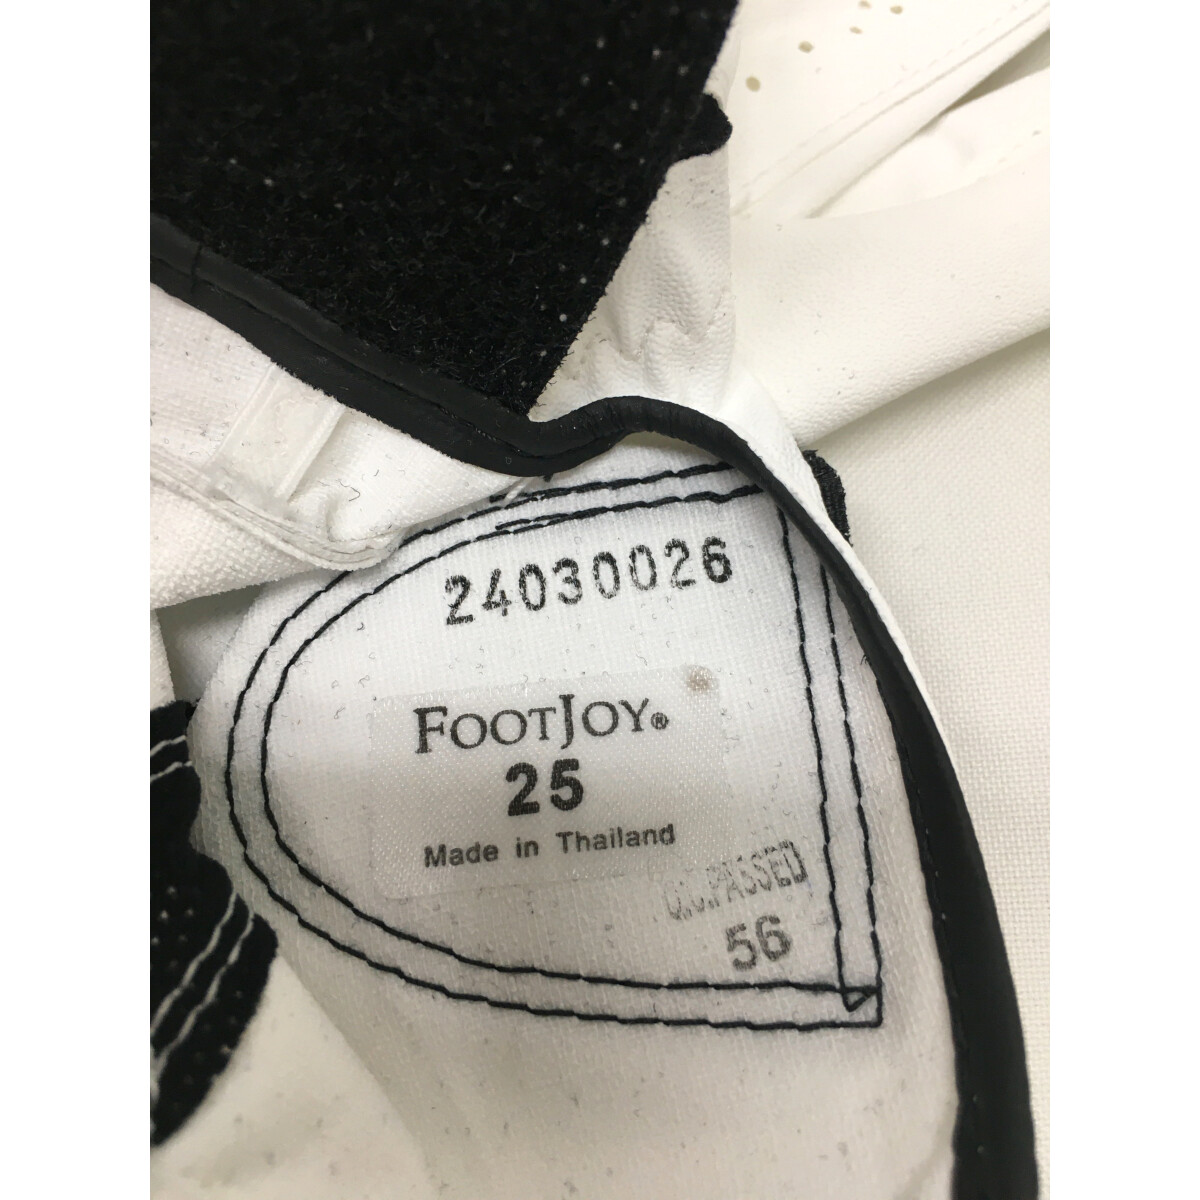 24030026
FOOTJOY®
25
Made in Thailand
Q.C.PASSED
56